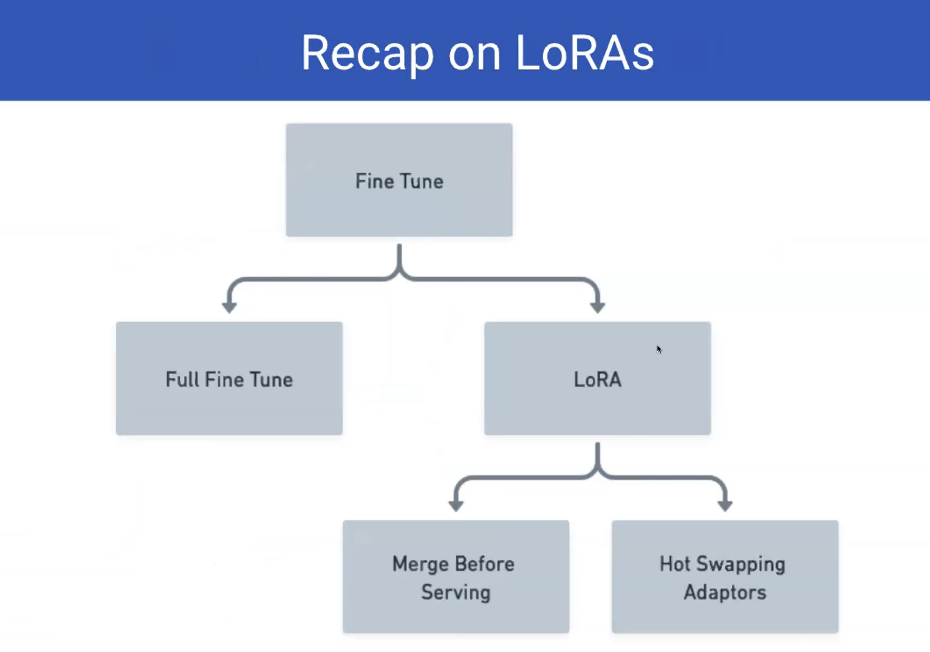 Recap on LoRAs
Fine Tune
Full Fine Tune
LoRA
Merge Before
Serving
Hot Swapping
Adaptors